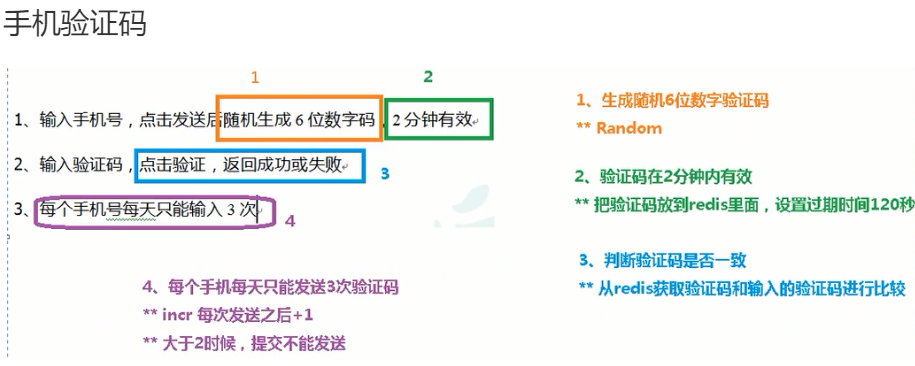 手机验证码
1
2
1、输入手机号，点击发送后随机生成 6 位数字码，2 分钟有效
2、输入验证码，点击验证，返回成功或失败
3
3、每个手机号每天只能输入 3 次
4
1、生成随机6位数字验证码
** Random
2、验证码在2分钟内有效
** 把验证码放到redis里面，设置过期时间120秒
3、判断验证码是否一致
** 从redis获取验证码和输入的验证码进行比较
4、每个手机每天只能发送3次验证码
** incr 每次发送之后+1
** 大于2时候，提交不能发送